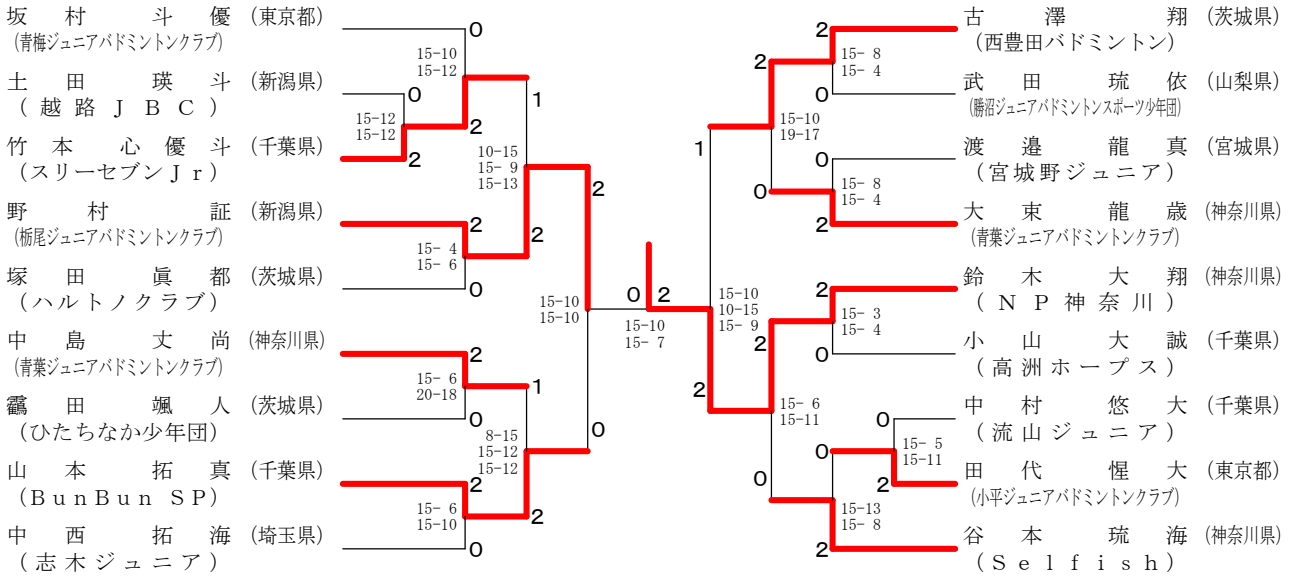 坂村斗優 (東京都)
(青梅ジュニアバドミントンクラブ)
土田瑛斗 (新潟県)
(越路JBC)
竹本心優斗 (千葉県)
(スリーセブンJr)
野村証 (新潟県)
(栃尾ジュニアバドミントンクラブ)
塚田眞都 (茨城県)
(ハルトノクラブ)
中島丈尚 (神奈川県)
(青葉ジュニアバドミントンクラブ)
靍田颯人 (茨城県)
(ひたちなか少年団)
山本拓真 (千葉県)
(BunBun SP)
中西拓海 (埼玉県)
(志木ジュニア)
0
15-10
15-12
0
15-12
15-12
2
2
1
10-15
15- 9
15-13
2
15- 4
15- 6
0
2
2
15-10
15-10
2
15- 6
20-18
0
1
8-15
15-12
15-12
0
2
15- 6
15-10
0
2
0
2
15-10
15- 7
2
15- 8
15- 4
0
2
15-10
19-17
0
0
15- 8
15- 4
2
1
15-10
10-15
15- 9
2
2
15- 3
15- 4
0
2
15- 6
15-11
0
0
0
15- 5
15-11
2
15-13
15- 8
2
古澤翔 (茨城県)
(西豊田バドミントン)
武田琉依 (山梨県)
(勝沼ジュニアバドミントンスポーツ少年団)
渡邉龍真 (宮城県)
(宮城野ジュニア)
大東龍歳 (神奈川県)
(青葉ジュニアバドミントンクラブ)
鈴木大翔 (神奈川県)
(NP神奈川)
小山大誠 (千葉県)
(高洲ホープス)
中村悠大 (千葉県)
(流山ジュニア)
田代惺大 (東京都)
(小平ジュニアバドミントンクラブ)
谷本琉海 (神奈川県)
(Selfish)